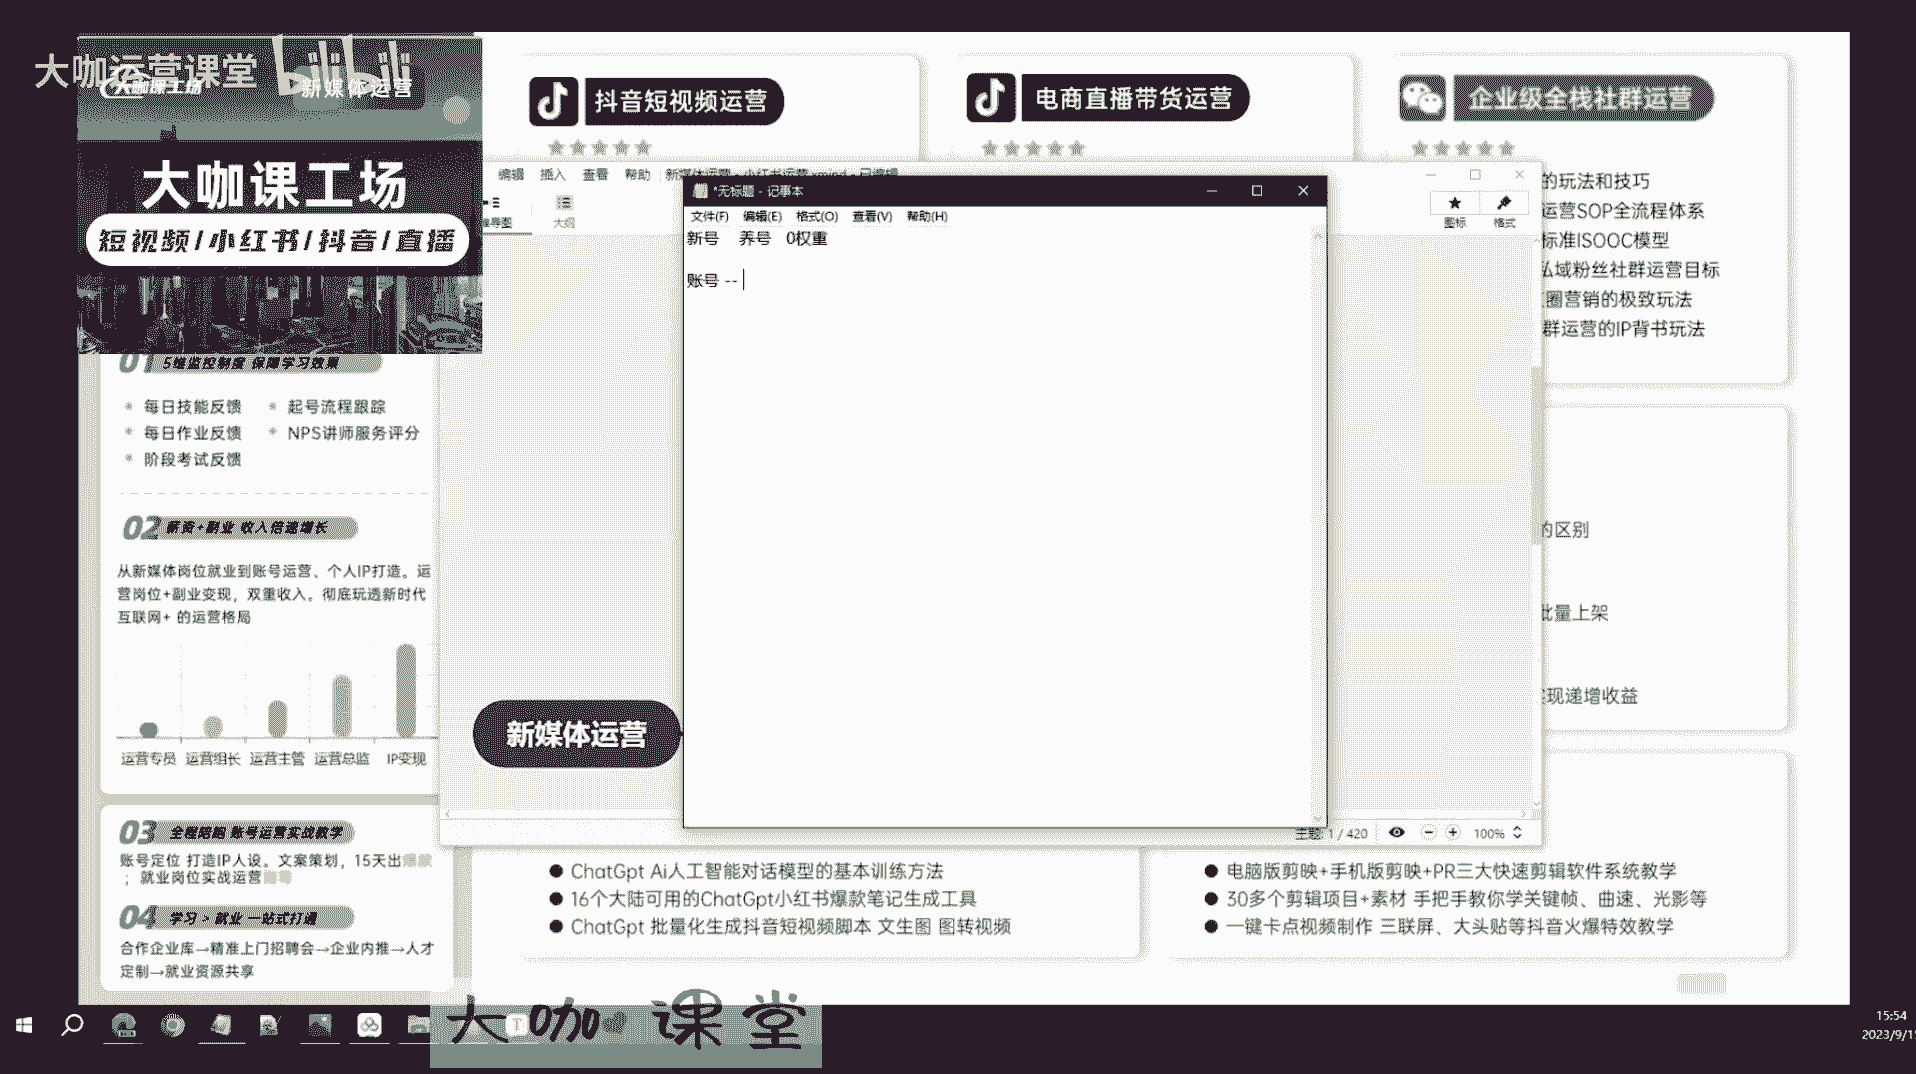 大咖运营课堂 bilibili
大咖课工场
新媒体运营
大咖课工场
短视频/小红书/抖音/直播
抖音短视频运营
电商直播带货运营
企业级全栈社群运营
的玩法和技巧
运营SOP全流程体系
标准ISOOC模型
私域粉丝社群运营目标
圈营销的极致玩法
群运营的IP背书玩法
编辑 插入 查看 帮助 新媒体运营 - 小红书运营.xmind - 已编辑
大纲
图标 格式
*无标题 - 记事本
文件(F) 编辑(E) 格式(O) 查看(V) 帮助(H)
新号 养号 0权重
账号 --
01 5维监控制度 保障学习效果
每日技能反馈 起号流程跟踪
每日作业反馈 NPS讲师服务评分
阶段考试反馈
02 薪资+副业 收入倍速增长
从新媒体岗位就业到账号运营、个人IP打造。运
营岗位+副业变现，双重收入。彻底玩透新时代
互联网+ 的运营格局
运营专员 运营组长 运营主管 运营总监 IP变现
新媒体运营
的区别
批量上架
实现递增收益
主题: 1 / 420
100%
03 全程陪跑 账号运营实战教学
账号定位 打造IP人设。文案策划，15天出
；就业岗位实战运营
04 学习 > 就业 一站式打通
合作企业库→精准上门招聘会→企业内推→人才
定制→就业资源共享
ChatGpt Ai人工智能对话模型的基本训练方法
16个大陆可用的ChatGpt小红书爆款笔记生成工具
ChatGpt 批量化生成抖音短视频脚本 文生图 图转视频
电脑版剪映+手机版剪映+PR三大快速剪辑软件系统教学
30多个剪辑项目+素材 手把手教你学关键帧、曲速、光影等
一键卡点视频制作 三联屏、大头贴等抖音火爆特效教学
大咖课堂
15:54